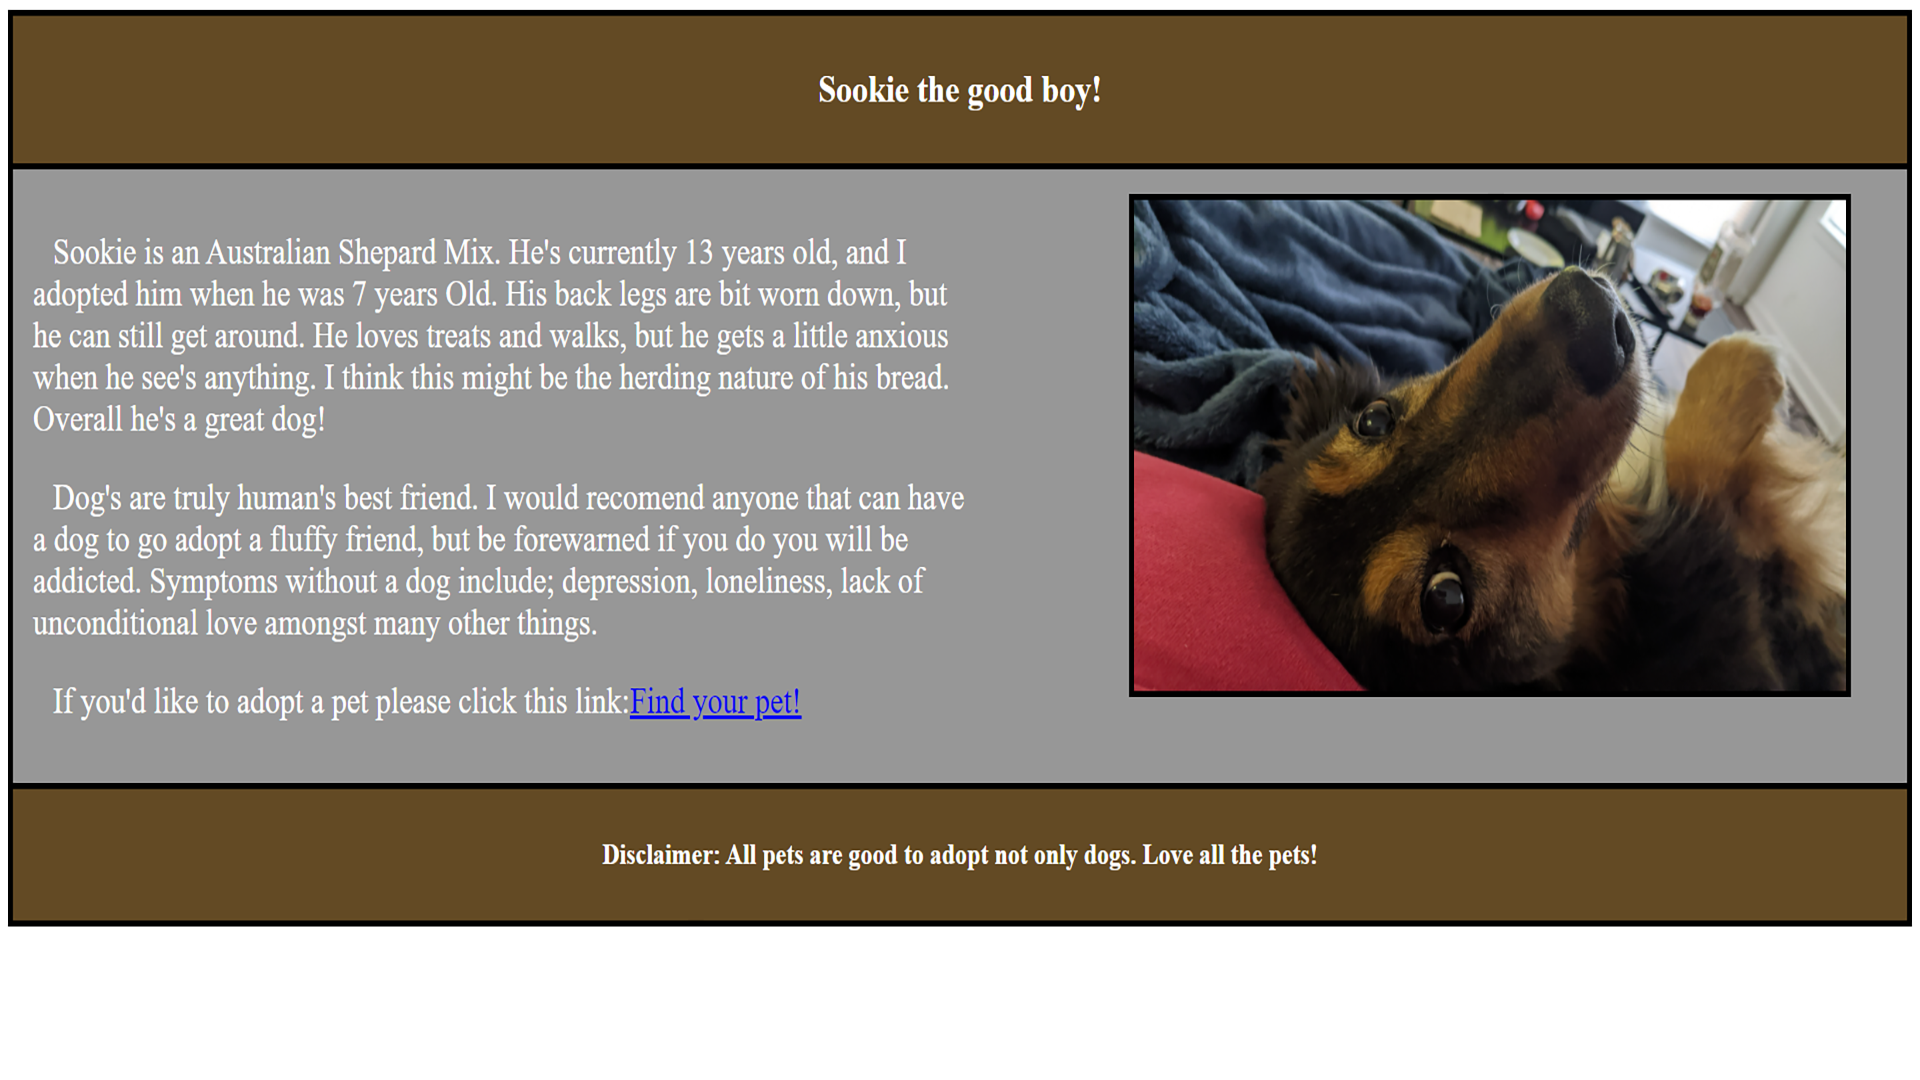 Sookie the good boy!
Sookie is an Australian Shepard Mix. He's currently 13 years old, and I
adopted him when he was 7 years Old. His back legs are bit worn down, but
he can still get around. He loves treats and walks, but he gets a little anxious
when he see's anything. I think this might be the herding nature of his bread.
Overall he's a great dog!
Dog's are truly human's best friend. I would recomend anyone that can have
a dog to go adopt a fluffy friend, but be forewarned if you do you will be
addicted. Symptoms without a dog include; depression, loneliness, lack of
unconditional love amongst many other things.
If you'd like to adopt a pet please click this link:Find your pet!
Disclaimer: All pets are good to adopt not only dogs. Love all the pets!